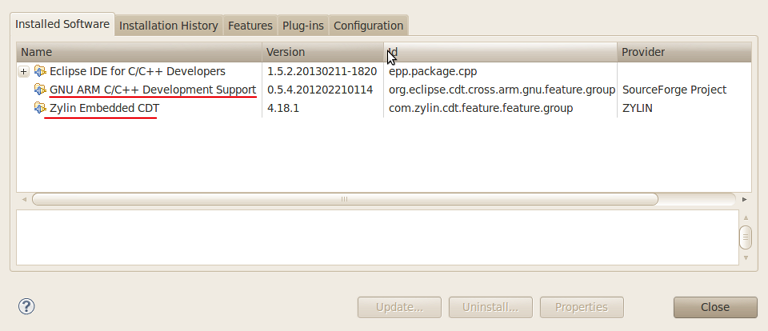 Installed Software Installation History Features Plug-ins Configuration
Name Version Id Provider
Eclipse IDE for C/C++ Developers 1.5.2.20130211-1820 epp.package.cpp
GNU ARM C/C++ Development Support 0.5.4.201202210114 org.eclipse.cdt.cross.arm.gnu.feature.group SourceForge Project
Zylin Embedded CDT 4.18.1 com.zylin.cdt.feature.feature.group ZYLIN
? Update... Uninstall... Properties Close